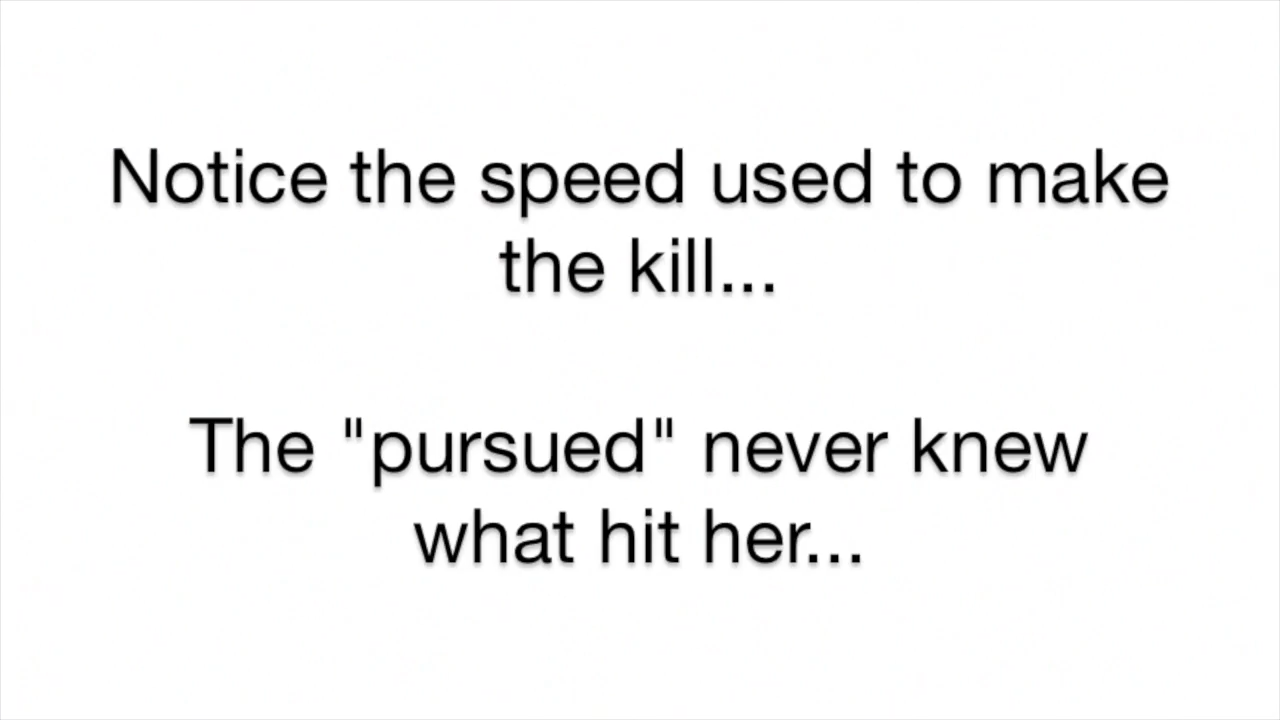 Notice the speed used to make
the kill...
The "pursued" never knew
what hit her...